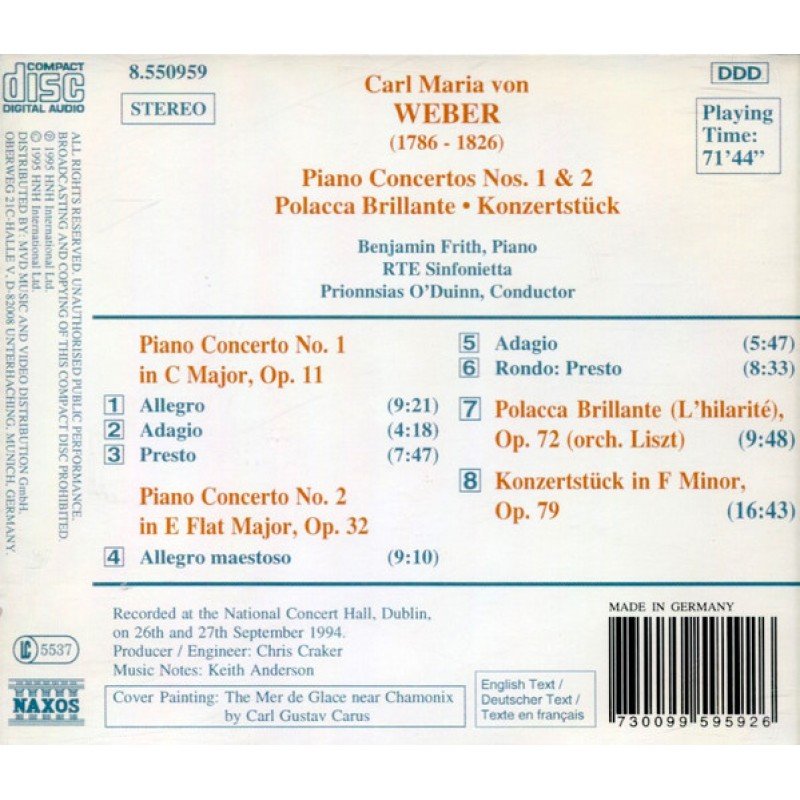 COMPACT
disc
DIGITAL AUDIO
8.550959
STEREO
Carl Maria von
WEBER
(1786 - 1826)
Piano Concertos Nos. 1 & 2
Polacca Brillante • Konzertstück
Benjamin Frith, Piano
RTE Sinfonietta
Prionnsias O'Duinn, Conductor
DDD
Playing
Time:
71'44"
ALL RIGHTS RESERVED. UNAUTHORISED PUBLIC PERFORMANCE,
BROADCASTING AND COPYING OF THIS COMPACT DISC PROHIBITED.
℗ 1995 HNH International Ltd.
© 1995 HNH International Ltd.
DISTRIBUTED BY: MVD MUSIC AND VIDEO DISTRIBUTION GmbH,
OBERWEG 21C-HALLE V, D-82008 UNTERHACHING, MUNICH, GERMANY.
Piano Concerto No. 1
in C Major, Op. 11
1 Allegro (9:21)
2 Adagio (4:18)
3 Presto (7:47)
Piano Concerto No. 2
in E Flat Major, Op. 32
4 Allegro maestoso (9:10)
5 Adagio (5:47)
6 Rondo: Presto (8:33)
7 Polacca Brillante (L'hilarité),
Op. 72 (orch. Liszt) (9:48)
8 Konzertstück in F Minor,
Op. 79 (16:43)
Recorded at the National Concert Hall, Dublin,
on 26th and 27th September 1994.
Producer / Engineer: Chris Craker
Music Notes: Keith Anderson
Cover Painting: The Mer de Glace near Chamonix
by Carl Gustav Carus
English Text /
Deutscher Text /
Texte en français
MADE IN GERMANY
7 30099 595926
LC 5537
NAXOS